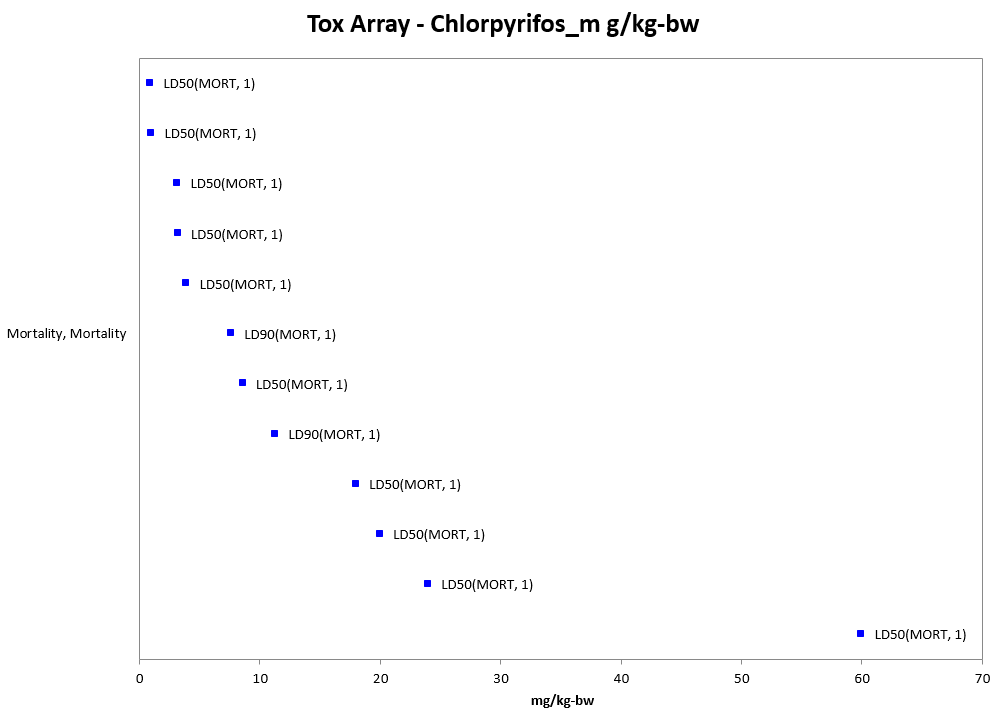 Tox Array - Chlorpyrifos_m g/kg-bw
LD50(MORT, 1)
LD50(MORT, 1)
LD50(MORT, 1)
LD50(MORT, 1)
LD50(MORT, 1)
Mortality, Mortality
LD90(MORT, 1)
LD50(MORT, 1)
LD90(MORT, 1)
LD50(MORT, 1)
LD50(MORT, 1)
LD50(MORT, 1)
LD50(MORT, 1)
0 10 20 30 40 50 60 70
mg/kg-bw